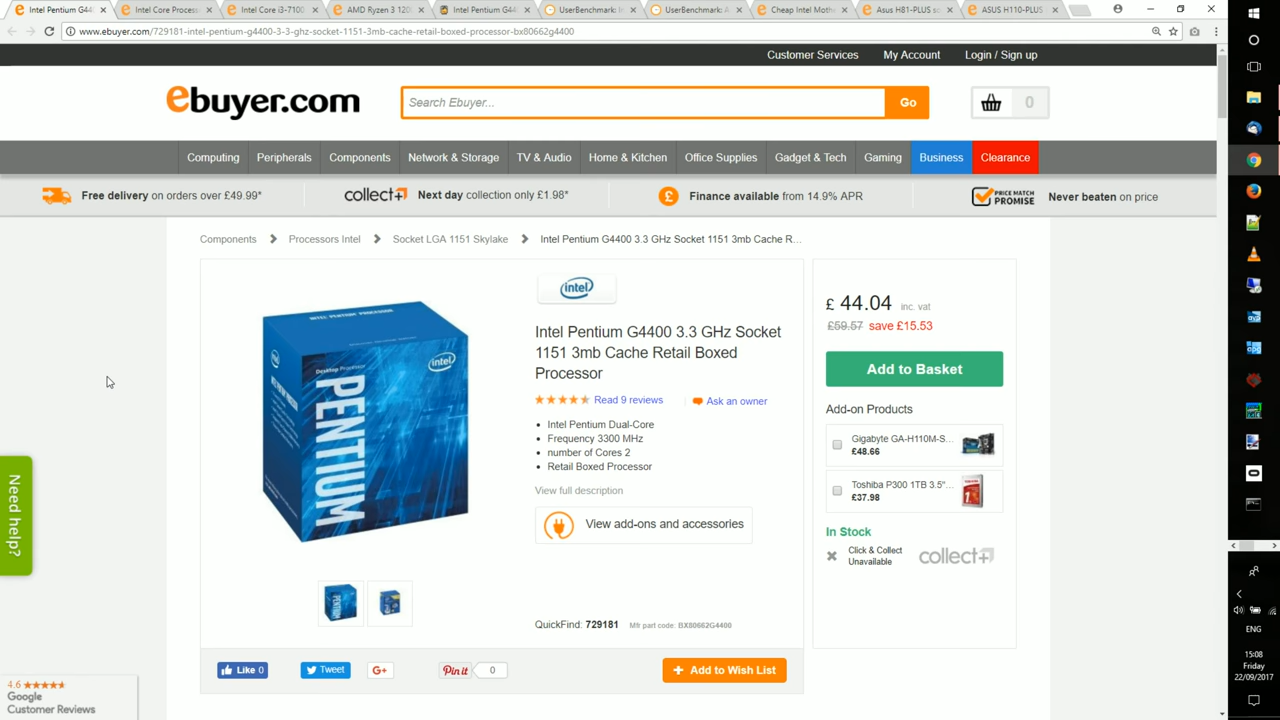 Intel Pentium G44
Intel Core Process
Intel Core i3-7100
AMD Ryzen 3 120
Intel Pentium G44
UserBenchmark: In
UserBenchmark: A
Cheap Intel Mothe
Asus H81-PLUS so
ASUS H110-PLUS
www.ebuyer.com/729181-intel-pentium-g4400-3-3-ghz-socket-1151-3mb-cache-retail-boxed-processor-bx80662g4400
Customer Services
My Account
Login / Sign up
ebuyer.com
Search Ebuyer...
Go
0
Computing
Peripherals
Components
Network & Storage
TV & Audio
Home & Kitchen
Office Supplies
Gadget & Tech
Gaming
Business
Clearance
Free delivery on orders over £49.99*
collect+ Next day collection only £1.98*
£ Finance available from 14.9% APR
PRICE MATCH
PROMISE
Never beaten on price
Components
Processors Intel
Socket LGA 1151 Skylake
Intel Pentium G4400 3.3 GHz Socket 1151 3mb Cache R...
intel
INTEL PENTIUM PROCESSOR
Desktop Processor
PENTIUM
intel
Intel Pentium G4400 3.3 GHz Socket
1151 3mb Cache Retail Boxed
Processor
Read 9 reviews
Ask an owner
Intel Pentium Dual-Core
Frequency 3300 MHz
number of Cores 2
Retail Boxed Processor
View full description
View add-ons and accessories
QuickFind: 729181
Mfr part code: BX80662G4400
£ 44.04 inc. vat
£59.57 save £15.53
Add to Basket
Add-on Products
Gigabyte GA-H110M-S...
£48.66
Toshiba P300 1TB 3.5"...
£37.98
In Stock
Click & Collect
Unavailable
collect+
Like 0
Tweet
G+
Pin it
0
+ Add to Wish List
Need help?
4.6
Google
Customer Reviews
ENG
15:08
Friday
22/09/2017